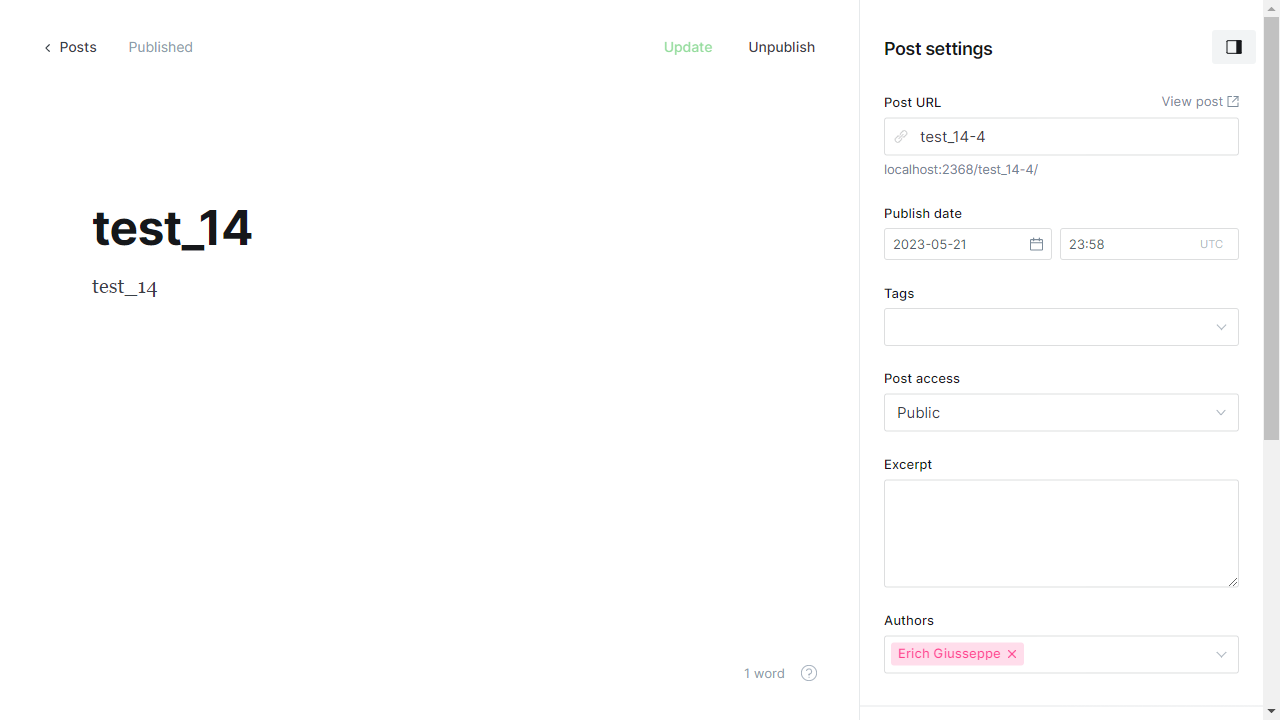 Posts
Published
Update
Unpublish
test_14
test_14
1 word
?
Post settings
Post URL
View post
test_14-4
localhost:2368/test_14-4/
Publish date
2023-05-21
23:58
UTC
Tags
Post access
Public
Excerpt
Authors
Erich Giusseppe